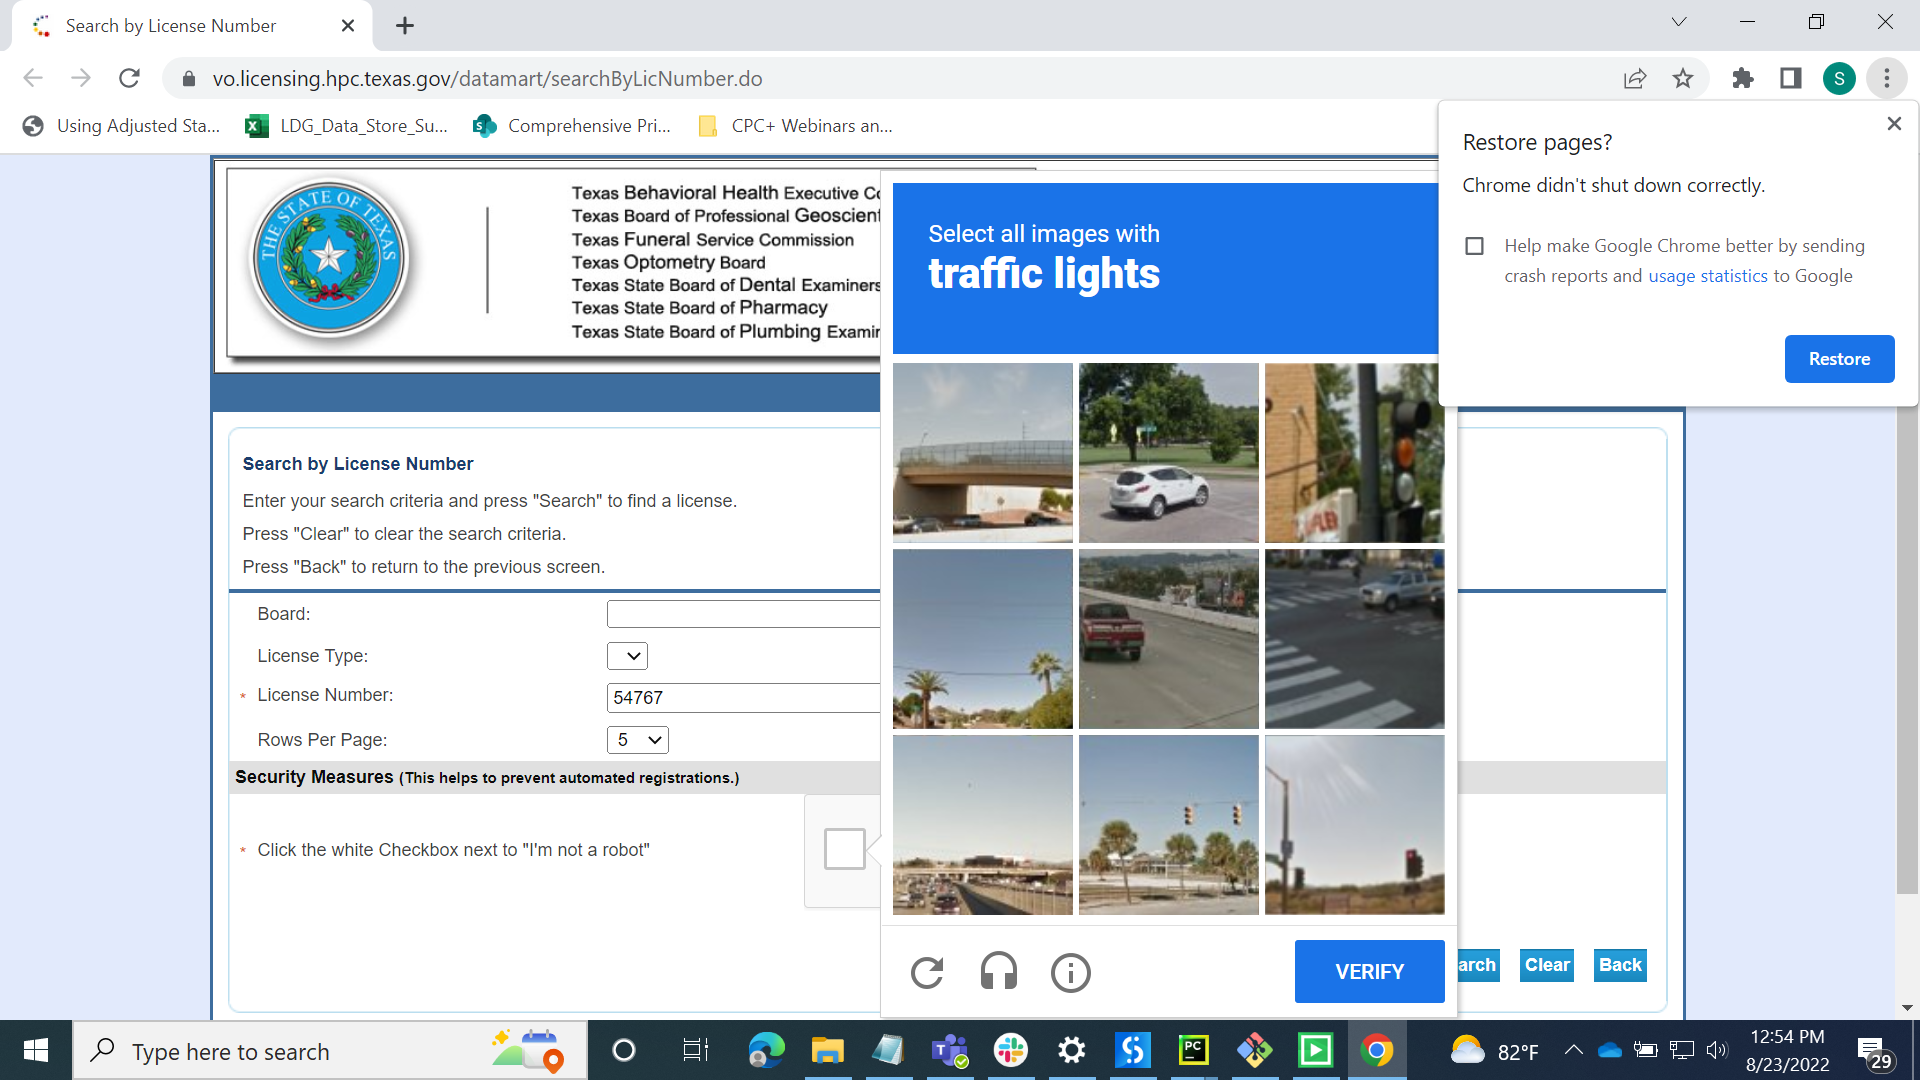 Search by License Number
vo.licensing.hpc.texas.gov/datamart/searchByLicNumber.do
S
Using Adjusted Sta...
LDG_Data_Store_Su...
Comprehensive Pri...
CPC+ Webinars an...
Restore pages?
Chrome didn't shut down correctly.
Help make Google Chrome better by sending
crash reports and usage statistics to Google
Restore
THE STATE OF TEXAS
Texas Behavioral Health Executive Co
Texas Board of Professional Geoscient
Texas Funeral Service Commission
Texas Optometry Board
Texas State Board of Dental Examiners
Texas State Board of Pharmacy
Texas State Board of Plumbing Examin
Select all images with
traffic lights
Search by License Number
Enter your search criteria and press "Search" to find a license.
Press "Clear" to clear the search criteria.
Press "Back" to return to the previous screen.
Board:
License Type:
* License Number: 54767
Rows Per Page: 5
Security Measures (This helps to prevent automated registrations.)
* Click the white Checkbox next to "I'm not a robot"
VERIFY
arch
Clear
Back
Type here to search
PC
82°F
12:54 PM
8/23/2022
29